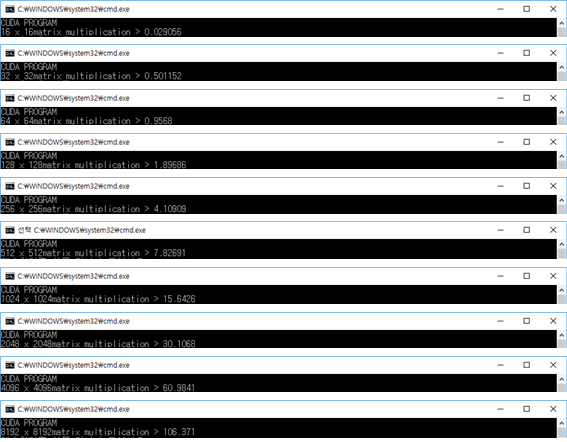 C:₩WINDOWS₩system32₩cmd.exe
CUDA PROGRAM
16 x 16matrix multiplication > 0.029056
C:₩WINDOWS₩system32₩cmd.exe
CUDA PROGRAM
32 x 32matrix multiplication > 0.501152
C:₩WINDOWS₩system32₩cmd.exe
CUDA PROGRAM
64 x 64matrix multiplication > 0.9568
C:₩WINDOWS₩system32₩cmd.exe
CUDA PROGRAM
128 x 128matrix multiplication > 1.89686
C:₩WINDOWS₩system32₩cmd.exe
CUDA PROGRAM
256 x 256matrix multiplication > 4.10909
선택 C:₩WINDOWS₩system32₩cmd.exe
CUDA PROGRAM
512 x 512matrix multiplication > 7.82691
C:₩WINDOWS₩system32₩cmd.exe
CUDA PROGRAM
1024 x 1024matrix multiplication > 15.6426
C:₩WINDOWS₩system32₩cmd.exe
CUDA PROGRAM
2048 x 2048matrix multiplication > 30.1068
C:₩WINDOWS₩system32₩cmd.exe
CUDA PROGRAM
4096 x 4096matrix multiplication > 60.9841
C:₩WINDOWS₩system32₩cmd.exe
CUDA PROGRAM
8192 x 8192matrix multiplication > 106.371